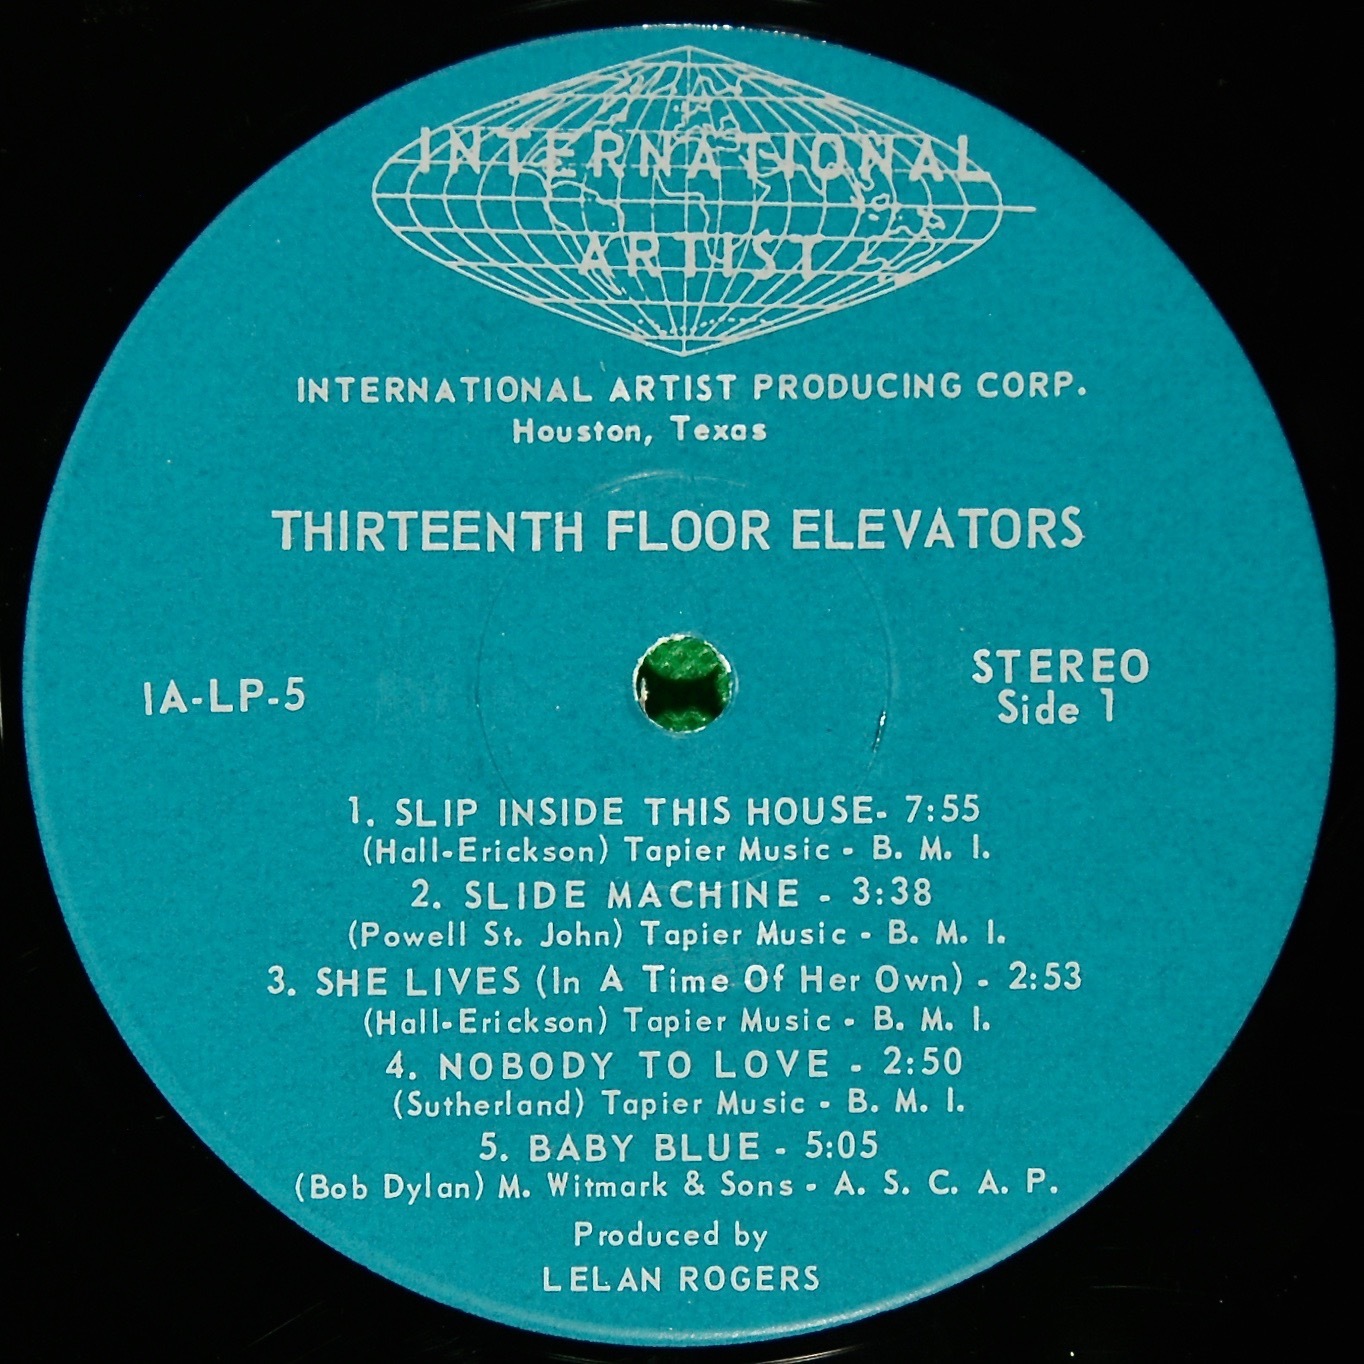 INTERNATIONAL
ARTIST
INTERNATIONAL ARTIST PRODUCING CORP.
Houston, Texas
THIRTEENTH FLOOR ELEVATORS
IA-LP-5
STEREO
Side 1
1. SLIP INSIDE THIS HOUSE- 7:55
(Hall-Erickson) Tapier Music - B. M. I.
2. SLIDE MACHINE - 3:38
(Powell St. John) Tapier Music - B. M. I.
3. SHE LIVES (In A Time Of Her Own) - 2:53
(Hall-Erickson) Tapier Music - B. M. I.
4. NOBODY TO LOVE - 2:50
(Sutherland) Tapier Music - B. M. I.
5. BABY BLUE - 5:05
(Bob Dylan) M. Witmark & Sons - A. S. C. A. P.
Produced by
LELAN ROGERS